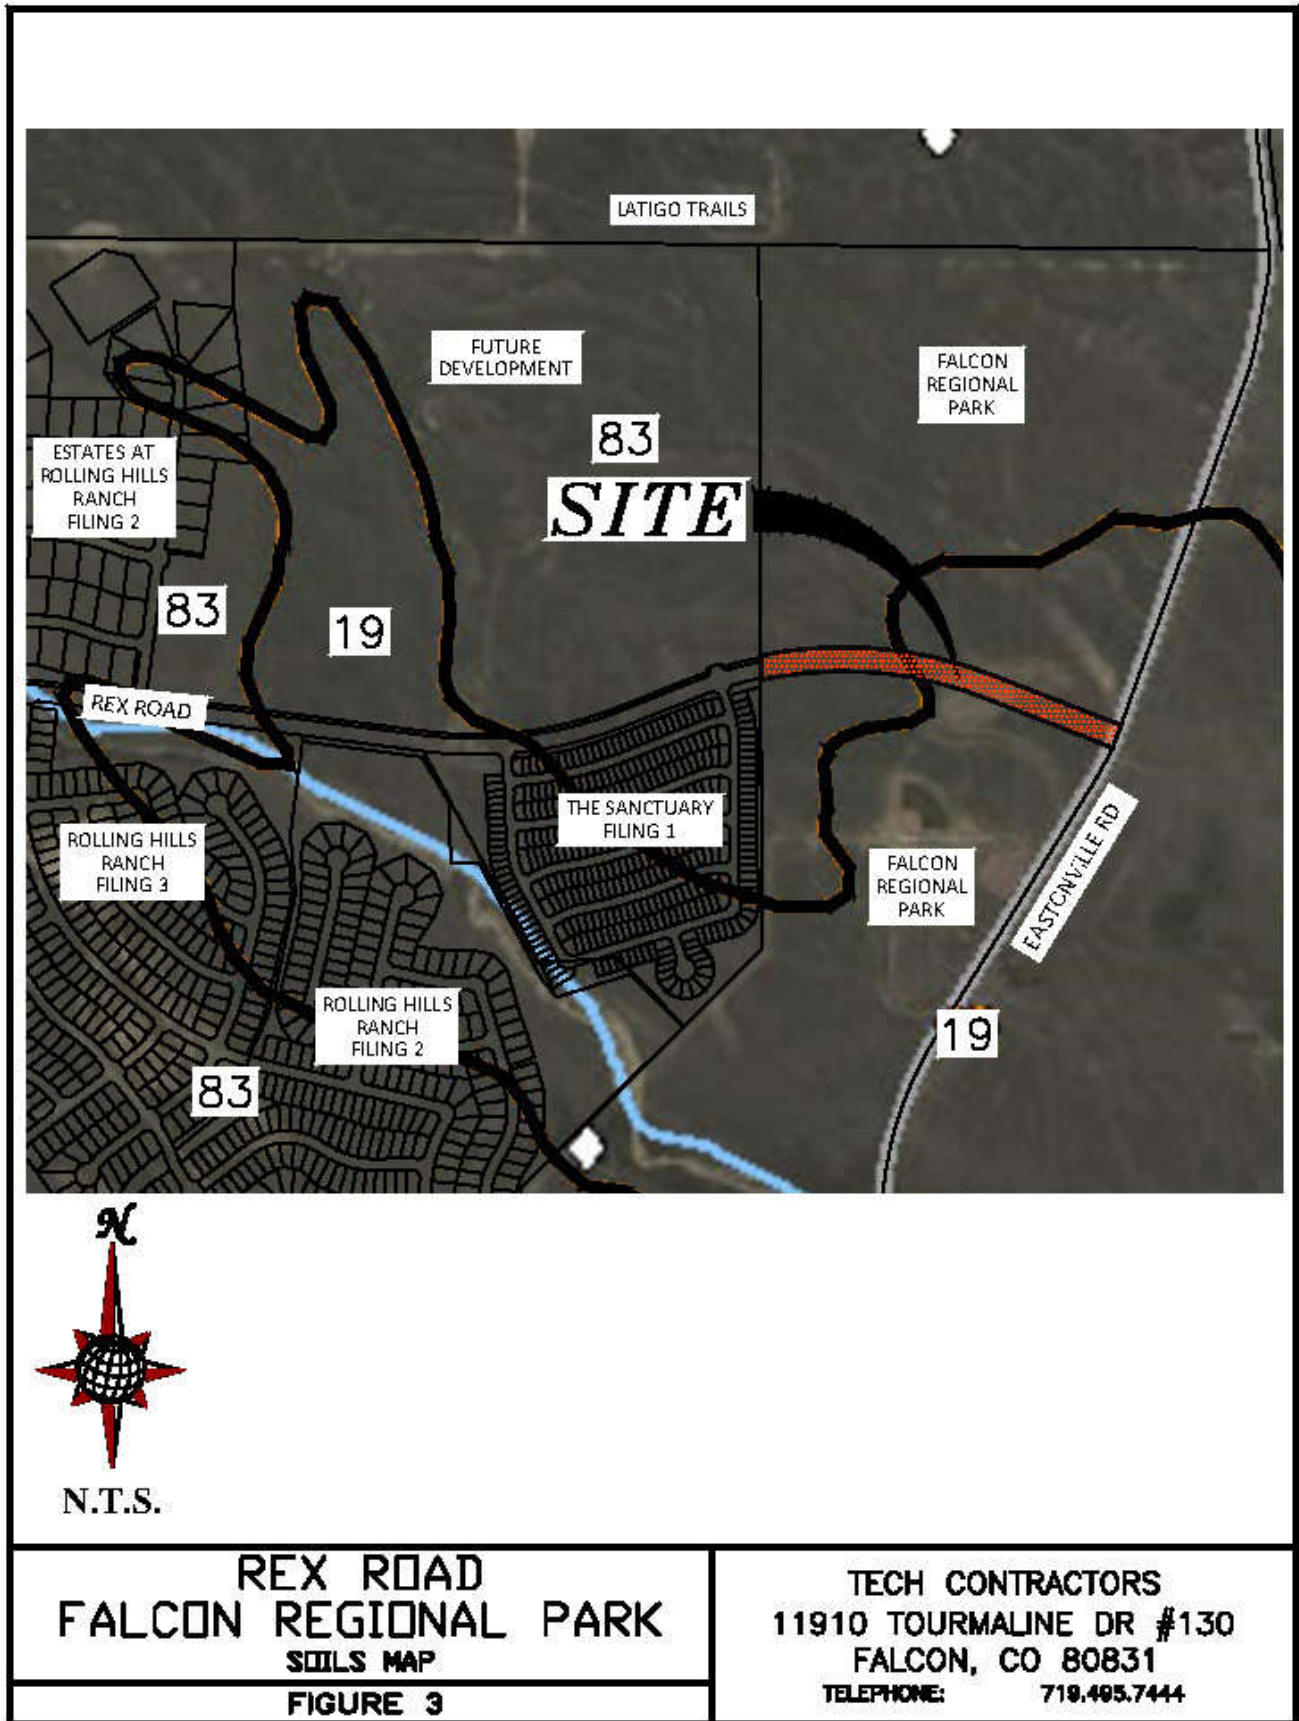 LATIGO TRAILS
FUTURE
DEVELOPMENT
FALCON
REGIONAL
PARK
83
SITE
ESTATES AT
ROLLING HILLS
RANCH
FILING 2
83
19
REX ROAD
THE SANCTUARY
FILING 1
ROLLING HILLS
RANCH
FILING 3
FALCON
REGIONAL
PARK
EASTONVILLE RD
ROLLING HILLS
RANCH
FILING 2
19
83
N
N.T.S.
REX ROAD
FALCON REGIONAL PARK
SOILS MAP
FIGURE 3
TECH CONTRACTORS
11910 TOURMALINE DR #130
FALCON, CO 80831
TELEPHONE: 719.495.7444